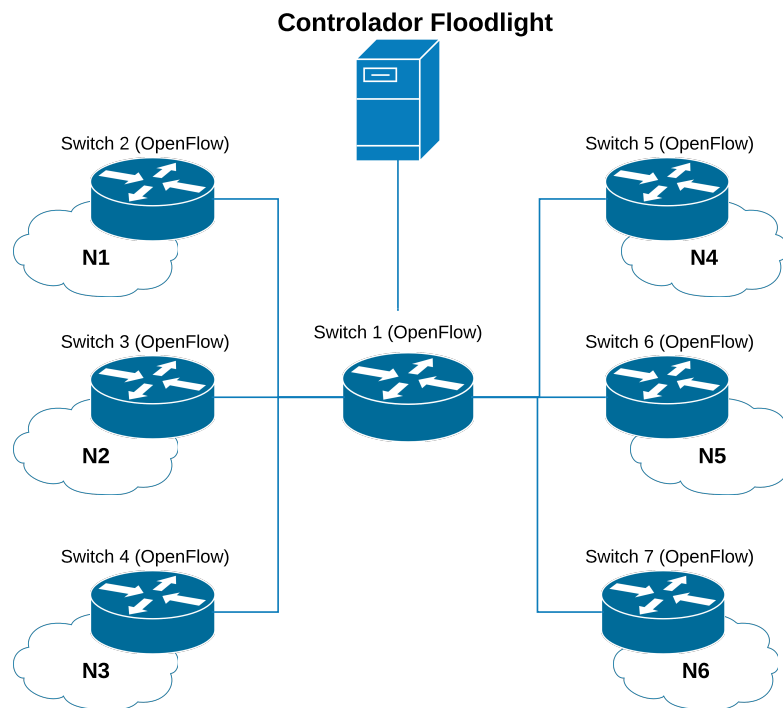 Controlador Floodlight
Switch 2 (OpenFlow)
Switch 5 (OpenFlow)
N1
N4
Switch 1 (OpenFlow)
Switch 3 (OpenFlow)
Switch 6 (OpenFlow)
N2
N5
Switch 4 (OpenFlow)
Switch 7 (OpenFlow)
N3
N6